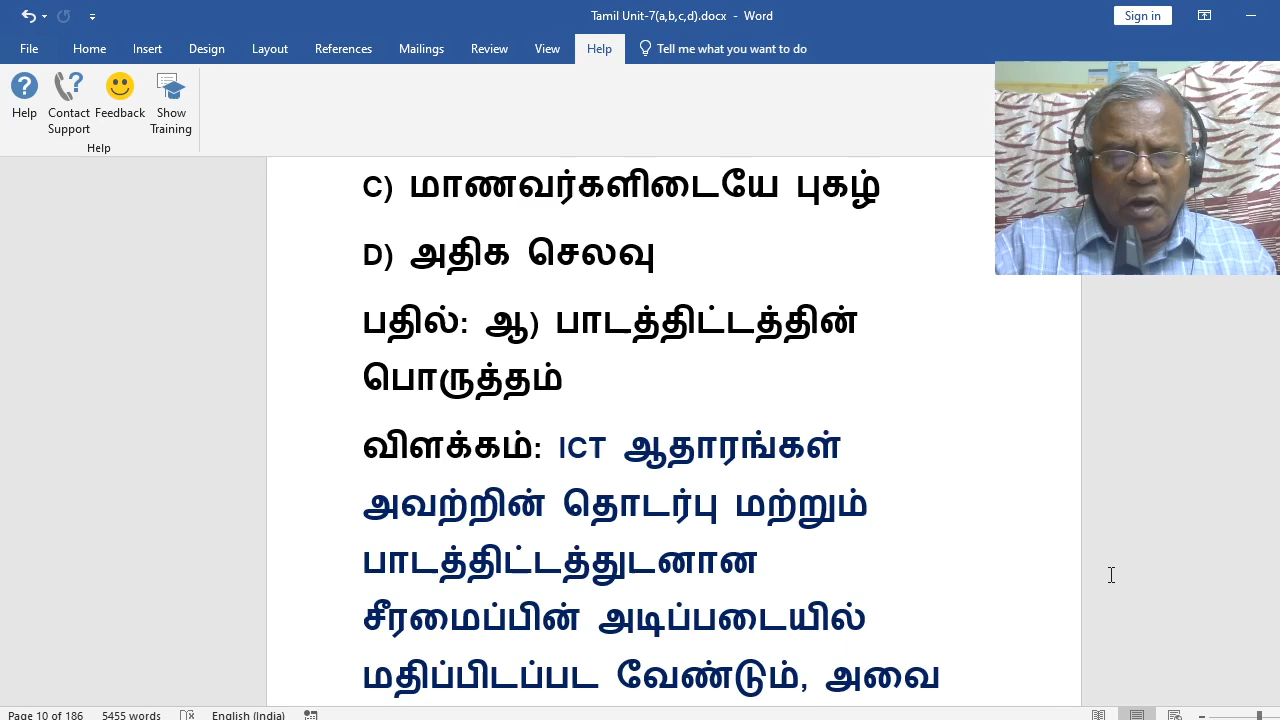 Tamil Unit-7(a,b,c,d).docx - Word
Sign in
File Home Insert Design Layout References Mailings Review View Help Tell me what you want to do
Help Contact Support Feedback Show Training
Help
C) மாணவர்களிடையே புகழ்
D) அதிக செலவு
பதில்: ஆ) பாடத்திட்டத்தின்
பொருத்தம்
விளக்கம்: ICT ஆதாரங்கள்
அவற்றின் தொடர்பு மற்றும்
பாடத்திட்டத்துடனான
சீரமைப்பின் அடிப்படையில்
மதிப்பிடப்பட வேண்டும், அவை
Page 10 of 186 5455 words English (India)